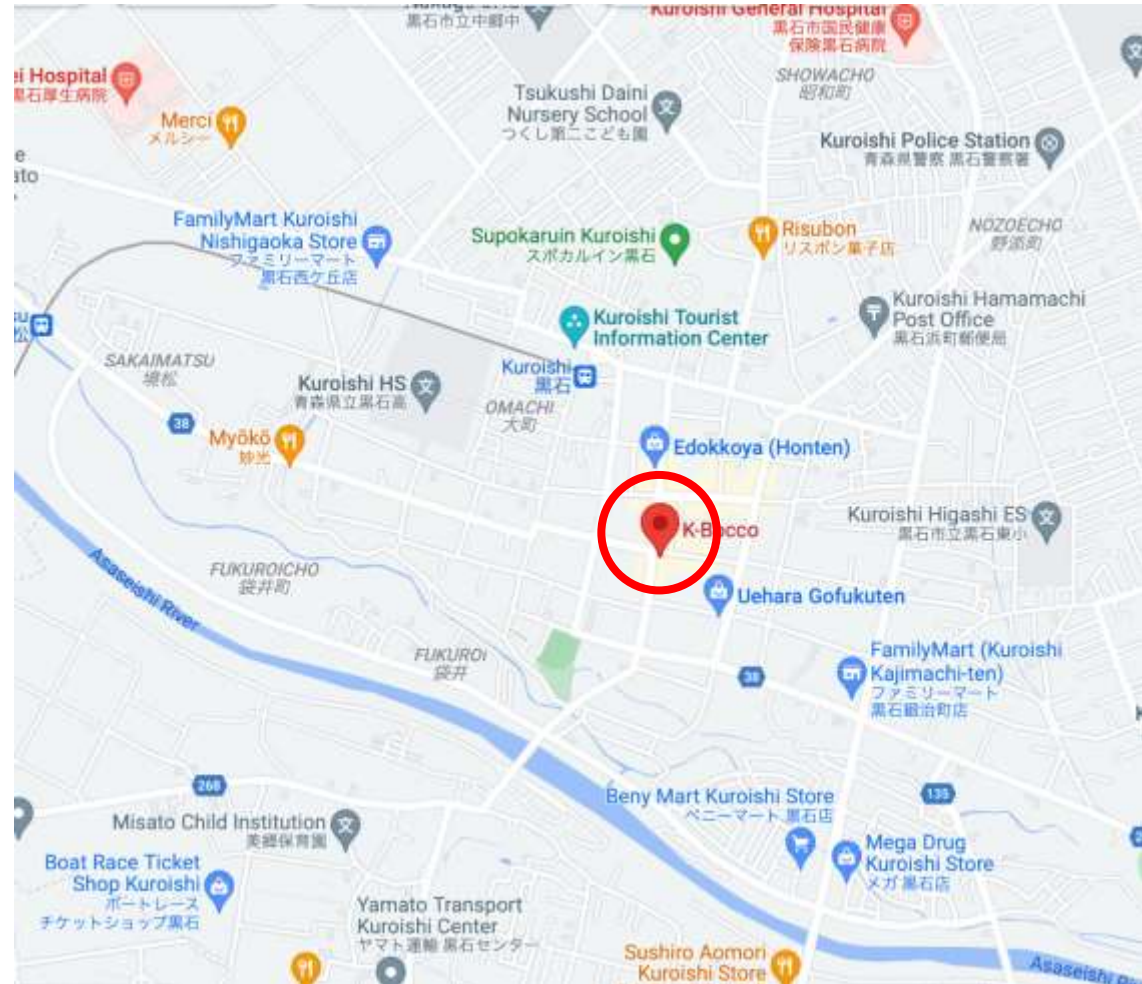 黒石市立中郷中
Kuroishi General Hospital
黒石市国民健康
保険黒石病院
SHOWACHO
昭和町
ei Hospital
黒石厚生病院
Merci
メルシー
Tsukushi Daini
Nursery School
つくし第二こども園
Kuroishi Police Station
青森県警察 黒石警察署
e
ato
FamilyMart Kuroishi
Nishigaoka Store
ファミリーマート
黒石西ケ丘店
Supokaruin Kuroishi
スポカルイン黒石
Risubon
リスボン菓子店
NOZOECHO
野添町
Kuroishi Hamamachi
Post Office
黒石浜町郵便局
Kuroishi Tourist
Information Center
su
松
SAKAIMATSU
境松
Kuroishi HS
青森県立黒石高
Kuroishi
黒石
OMACHI
大町
38
Myōkō
妙光
Edokkoya (Honten)
K-Bocco
Kuroishi Higashi ES
黒石市立黒石東小
Asaseishi River
FUKUROICHO
袋井町
Uehara Gofukuten
FUKUROI
袋井
38
FamilyMart (Kuroishi
Kajimachi-ten)
ファミリーマート
黒石鍛治町店
268
Beny Mart Kuroishi Store
ベニーマート 黒石店
135
Misato Child Institution
美郷保育園
Mega Drug
Kuroishi Store
メガ 黒石店
Boat Race Ticket
Shop Kuroishi
ボートレース
チケットショップ黒石
Yamato Transport
Kuroishi Center
ヤマト運輸 黒石センター
Sushiro Aomori
Kuroishi Store
Asaseishi